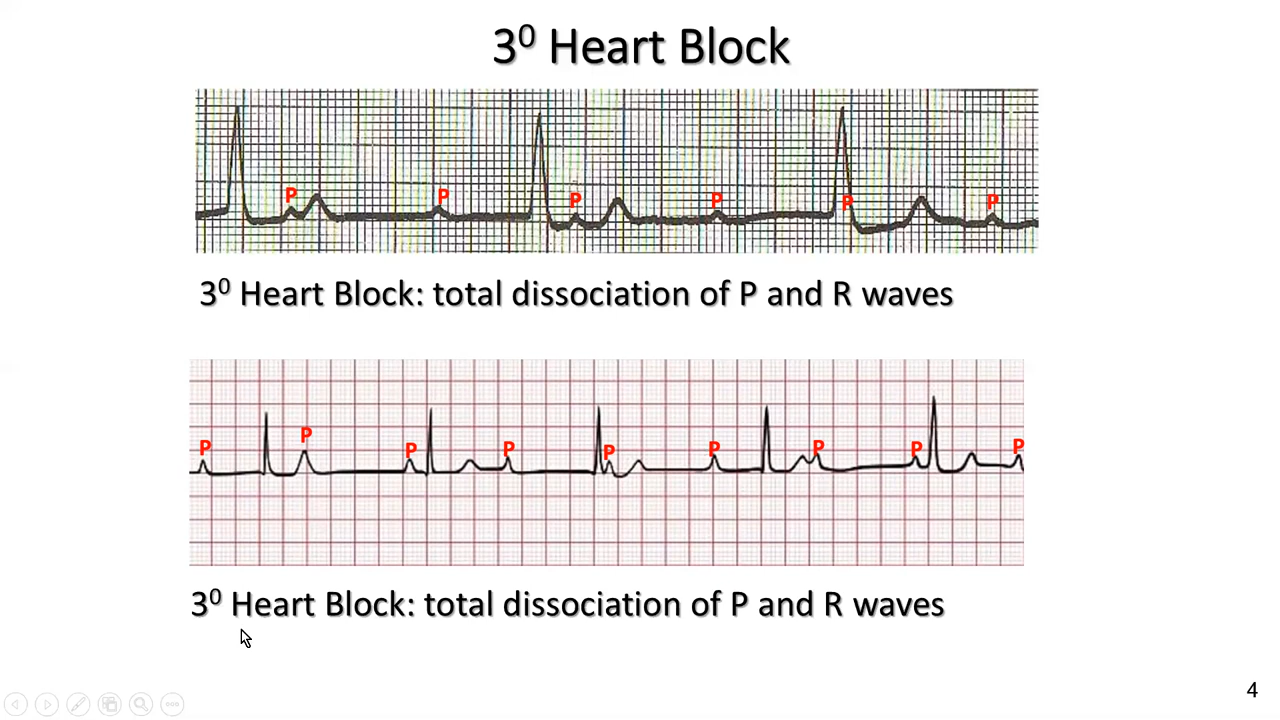 3⁰ Heart Block
P P P P P P
3⁰ Heart Block: total dissociation of P and R waves
P P P P P P P P P
3⁰ Heart Block: total dissociation of P and R waves
4